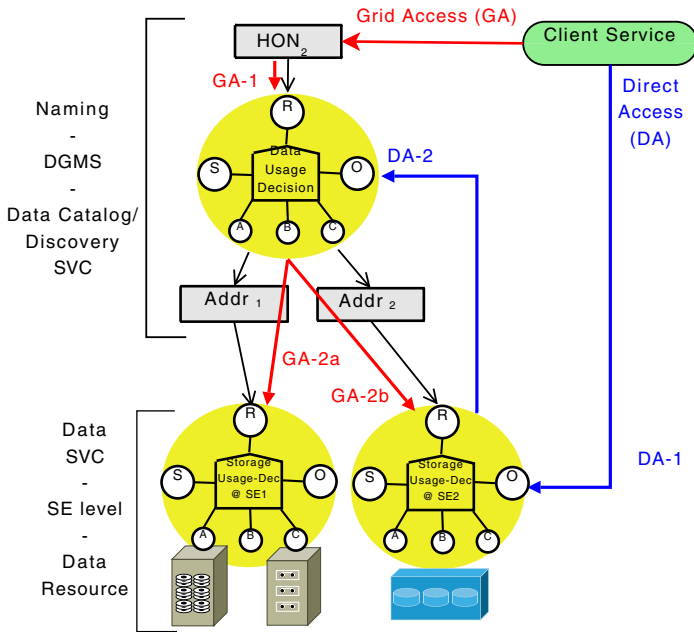 Grid Access (GA)
HON 2
Client Service
GA-1
Direct
Access
(DA)
R
Naming
-
DGMS
-
Data Catalog/
Discovery
SVC
Data
Usage
Decision
S
O
A
B
C
DA-2
Addr 1
Addr 2
GA-2a
GA-2b
R
R
Data
SVC
-
SE level
-
Data
Resource
S
Storage
Usage-Dec
@ SE1
O
A
B
C
S
Storage
Usage-Dec
@ SE2
O
A
B
C
DA-1